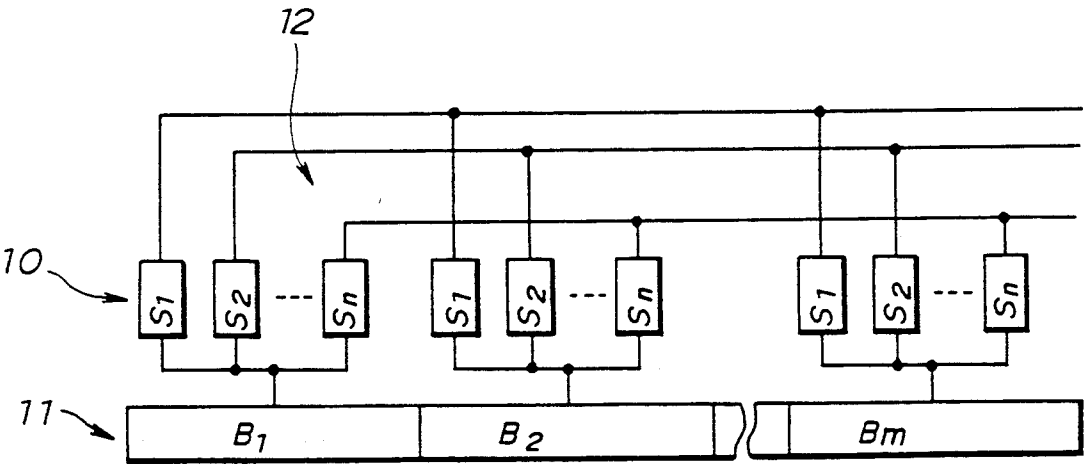 12
10
S1 S2 ---- Sn S1 S2 ---- Sn S1 S2 ---- Sn
11
B1 B2 Bm